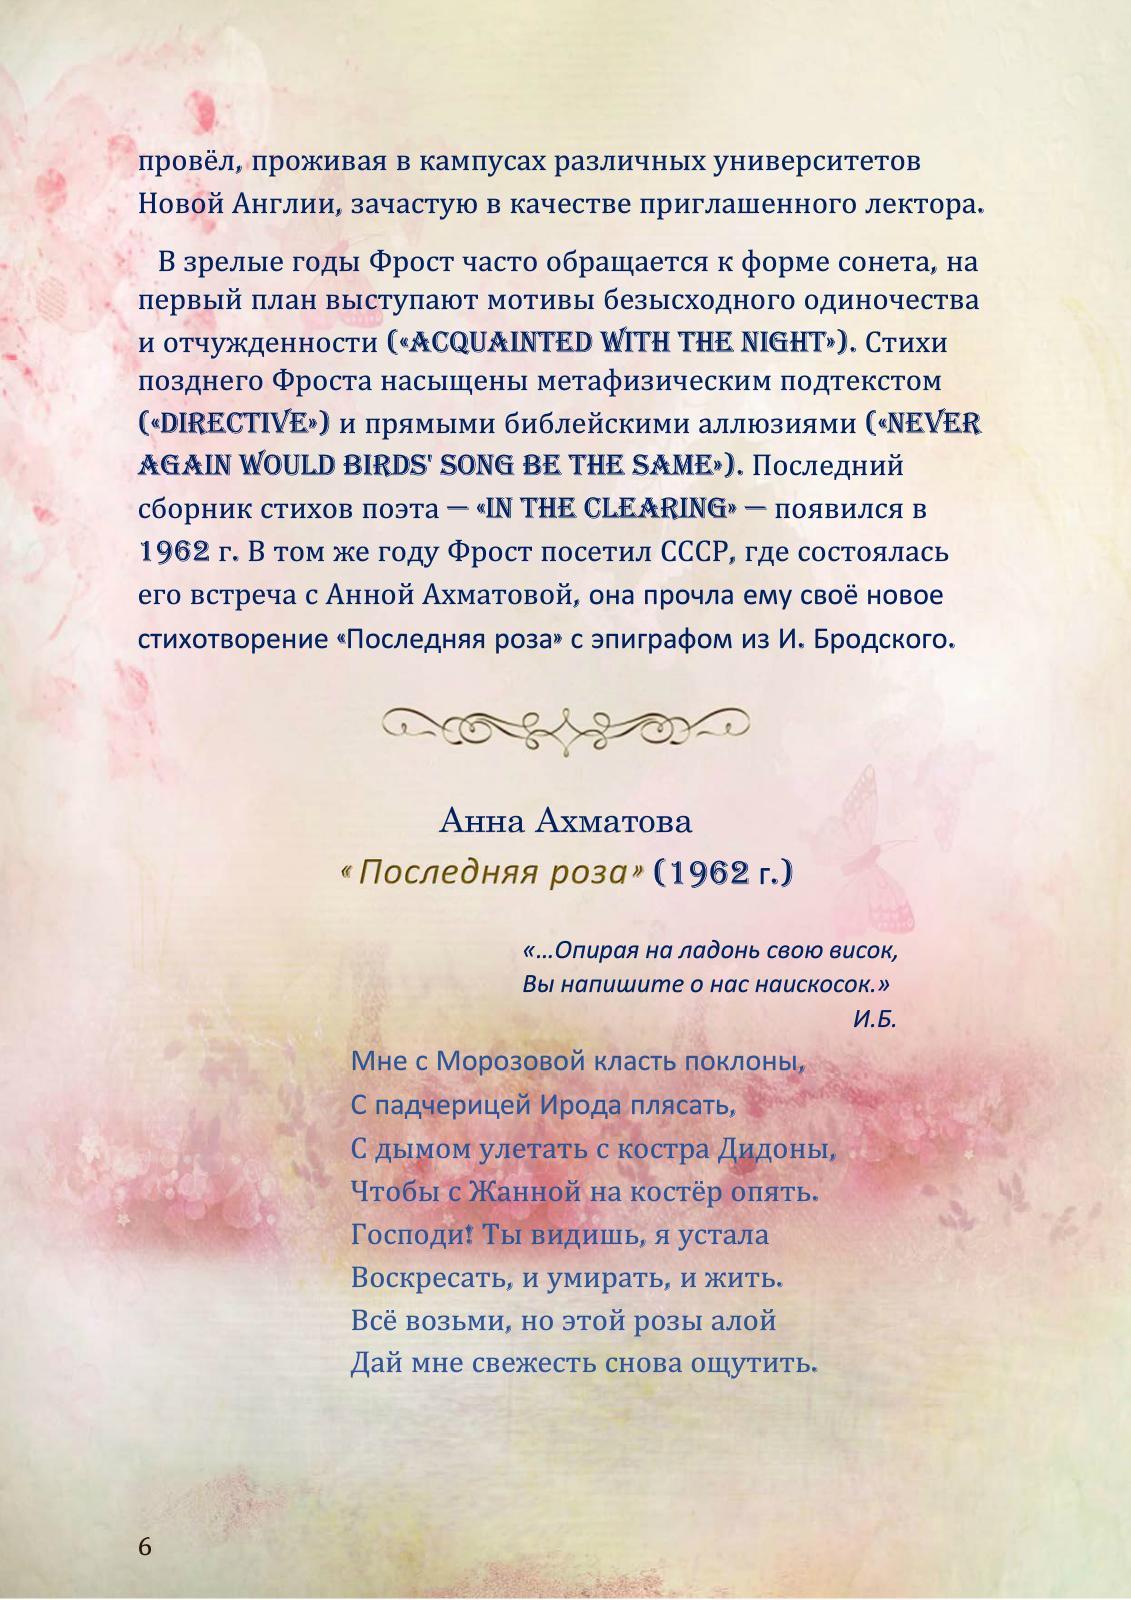 провёл, проживая в кампусах различных университетов
Новой Англии, зачастую в качестве приглашенного лектора.
В зрелые годы Фрост часто обращается к форме сонета, на
первый план выступают мотивы безысходного одиночества
и отчужденности («ACQUAINTED WITH THE NIGHT»). Стихи
позднего Фроста насыщены метафизическим подтекстом
(«DIRECTIVE») и прямыми библейскими аллюзиями («NEVER
AGAIN WOULD BIRDS' SONG BE THE SAME»). Последний
сборник стихов поэта — «IN THE CLEARING» — появился в
1962 г. В том же году Фрост посетил СССР, где состоялась
его встреча с Анной Ахматовой, она прочла ему своё новое
стихотворение «Последняя роза» с эпиграфом из И. Бродского.
Анна Ахматова
«Последняя роза» (1962 г.)
«…Опирая на ладонь свою висок,
Вы напишите о нас наискосок.»
И.Б.
Мне с Морозовой класть поклоны,
С падчерицей Ирода плясать,
С дымом улетать с костра Дидоны,
Чтобы с Жанной на костёр опять.
Господи! Ты видишь, я устала
Воскресать, и умирать, и жить.
Всё возьми, но этой розы алой
Дай мне свежесть снова ощутить.
6